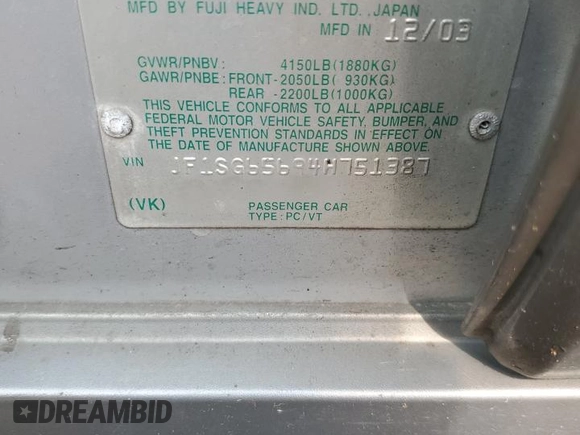 MFD BY FUJI HEAVY IND. LTD., JAPAN
MFD IN 12/03
GVWR/PNBV: 4150LB(1880KG)
GAWR/PNBE: FRONT-2050LB( 930KG)
REAR -2200LB(1000KG)
THIS VEHICLE CONFORMS TO ALL APPLICABLE
FEDERAL MOTOR VEHICLE SAFETY, BUMPER, AND
THEFT PREVENTION STANDARDS IN EFFECT ON
THE DATE OF MANUFACTURE SHOWN ABOVE.
VIN JF1SG65694H751387
(VK) PASSENGER CAR
TYPE: PC/VT
DREAMBID